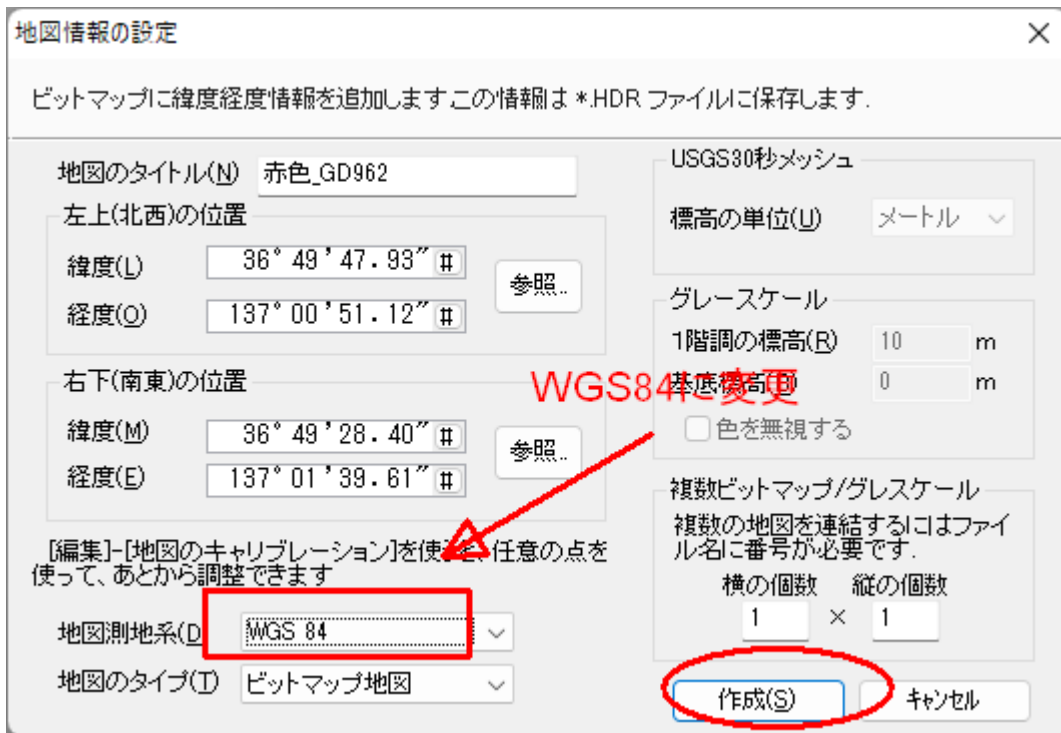 地図情報の設定
ビットマップに緯度経度情報を追加します.この情報は *.HDR ファイルに保存します.
地図のタイトル(N) 赤色_GD962
左上(北西)の位置
緯度(L) 36° 49'47.93" #
経度(O) 137° 00'51.12" #
参照..
右下(南東)の位置
緯度(M) 36° 49'28.40" #
経度(E) 137° 01'39.61" #
参照..
[編集]-[地図のキャリブレーション]を使うと、任意の点を
使って、あとから調整できます
地図測地系(D WGS 84
地図のタイプ(T) ビットマップ地図
USGS30秒メッシュ
標高の単位(U) メートル
グレースケール
1階調の標高(R) 10 m
基底標高(B) 0 m
WGS84に変更
色を無視する
複数ビットマップ/グレスケール
複数の地図を連結するにはファイ
ル名に番号が必要です.
横の個数 縦の個数
1 × 1
作成(S) キャンセル